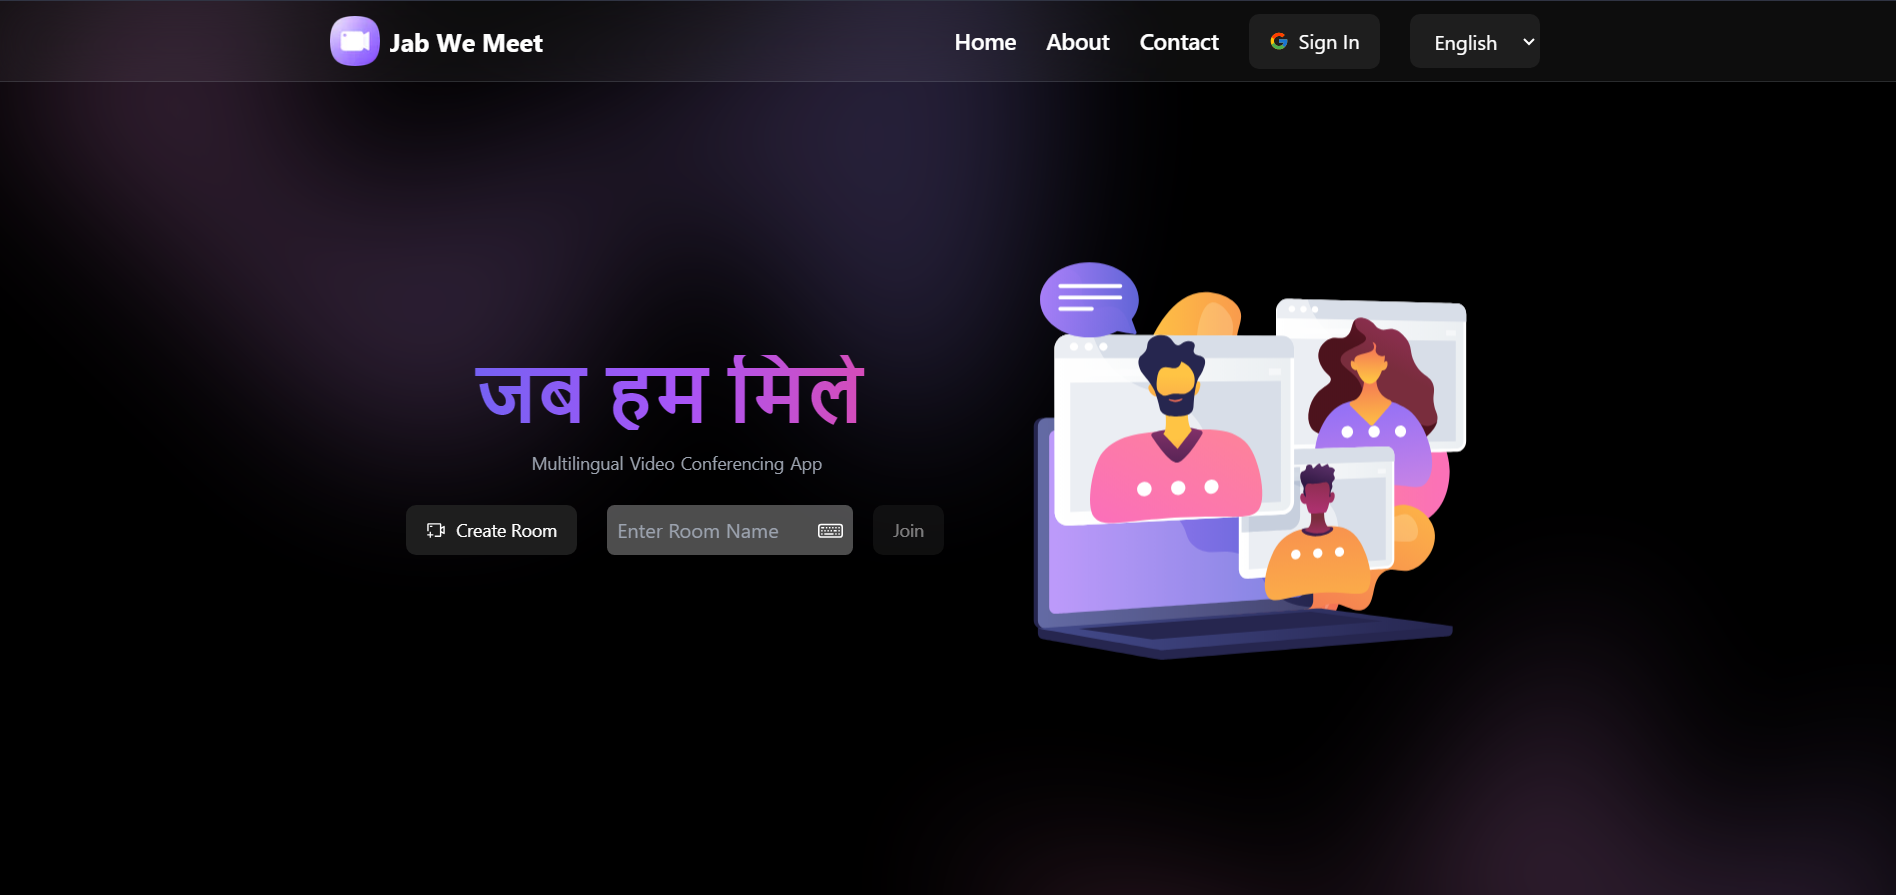 Jab We Meet
Home About Contact Sign In English
जब हम मिले
Multilingual Video Conferencing App
Create Room Enter Room Name Join